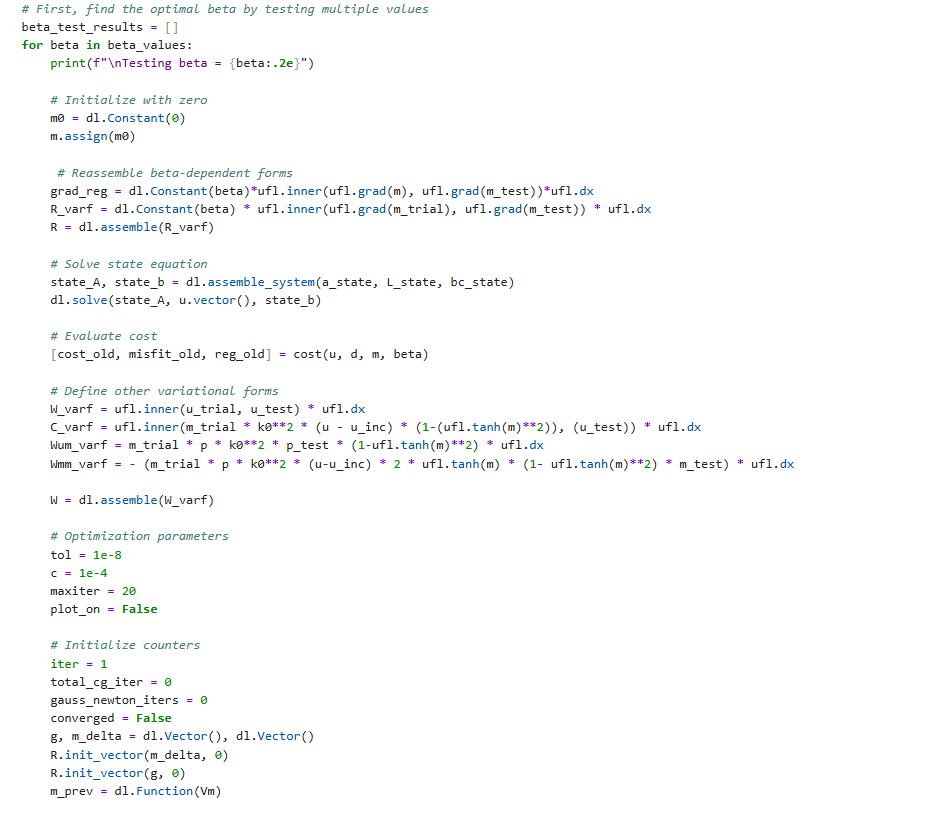 # First, find the optimal beta by testing multiple values
beta_test_results = []
for beta in beta_values:
    print(f"\nTesting beta = {beta:.2e}")

    # Initialize with zero
    m0 = dl.Constant(0)
    m.assign(m0)

     # Reassemble beta-dependent forms
    grad_reg = dl.Constant(beta)*ufl.inner(ufl.grad(m), ufl.grad(m_test))*ufl.dx
    R_varf = dl.Constant(beta) * ufl.inner(ufl.grad(m_trial), ufl.grad(m_test)) * ufl.dx
    R = dl.assemble(R_varf)

    # Solve state equation
    state_A, state_b = dl.assemble_system(a_state, L_state, bc_state)
    dl.solve(state_A, u.vector(), state_b)

    # Evaluate cost
    [cost_old, misfit_old, reg_old] = cost(u, d, m, beta)

    # Define other variational forms
    W_varf = ufl.inner(u_trial, u_test) * ufl.dx
    C_varf = ufl.inner(m_trial * k0**2 * (u - u_inc) * (1-(ufl.tanh(m)**2)), (u_test)) * ufl.dx
    Wum_varf = m_trial * p * k0**2 * p_test * (1-ufl.tanh(m)**2) * ufl.dx
    Wmm_varf = - (m_trial * p * k0**2 * (u-u_inc) * 2 * ufl.tanh(m) * (1- ufl.tanh(m)**2) * m_test) * ufl.dx

    W = dl.assemble(W_varf)

    # Optimization parameters
    tol = 1e-8
    c = 1e-4
    maxiter = 20
    plot_on = False

    # Initialize counters
    iter = 1
    total_cg_iter = 0
    gauss_newton_iters = 0
    converged = False
    g, m_delta = dl.Vector(), dl.Vector()
    R.init_vector(m_delta, 0)
    R.init_vector(g, 0)
    m_prev = dl.Function(Vm)